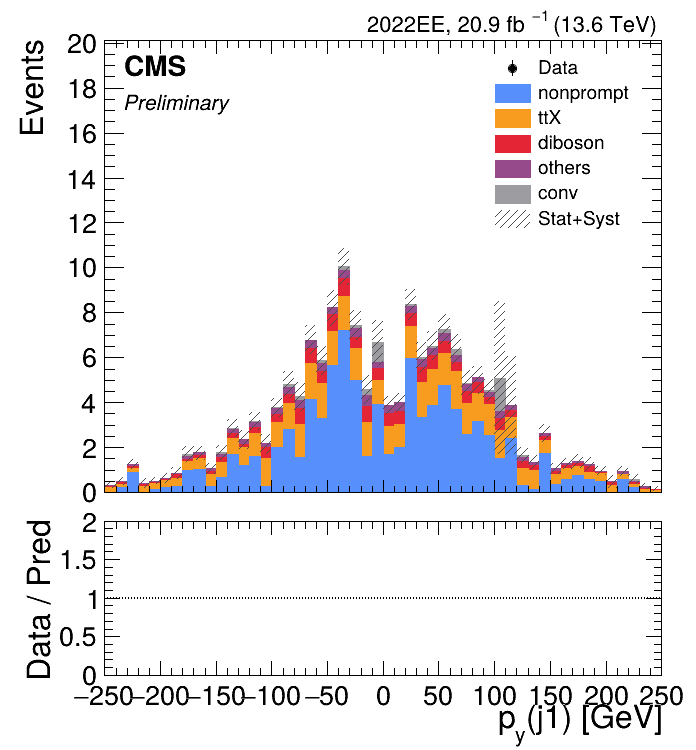 2022EE, 20.9 fb⁻¹ (13.6 TeV)
Events
20
18
16
14
12
10
8
6
4
2
0
CMS
Preliminary
Data
nonprompt
ttX
diboson
others
conv
Stat+Syst
Data / Pred
2
1.5
1
0.5
0
−250 −200 −150 −100 −50 0 50 100 150 200 250
p_y(j1) [GeV]